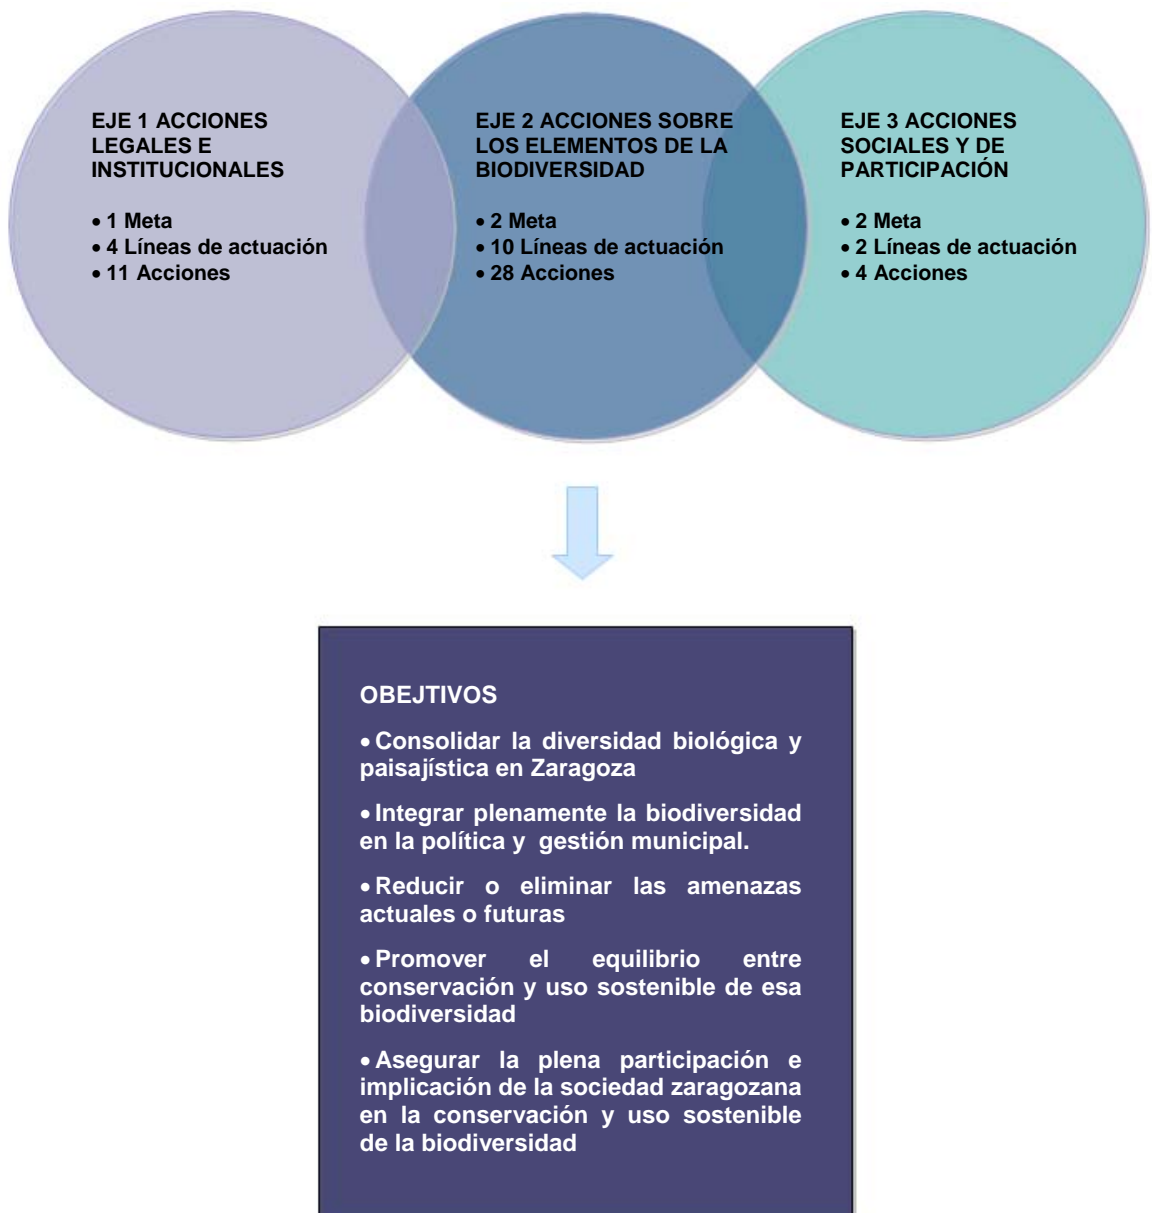 EJE 1 ACCIONES
LEGALES E
INSTITUCIONALES
• 1 Meta
• 4 Líneas de actuación
• 11 Acciones
EJE 2 ACCIONES SOBRE
LOS ELEMENTOS DE LA
BIODIVERSIDAD
• 2 Meta
• 10 Líneas de actuación
• 28 Acciones
EJE 3 ACCIONES
SOCIALES Y DE
PARTICIPACIÓN
• 2 Meta
• 2 Líneas de actuación
• 4 Acciones
OBEJTIVOS
• Consolidar la diversidad biológica y
paisajística en Zaragoza
• Integrar plenamente la biodiversidad
en la política y gestión municipal.
• Reducir o eliminar las amenazas
actuales o futuras
• Promover el equilibrio entre
conservación y uso sostenible de esa
biodiversidad
• Asegurar la plena participación e
implicación de la sociedad zaragozana
en la conservación y uso sostenible
de la biodiversidad